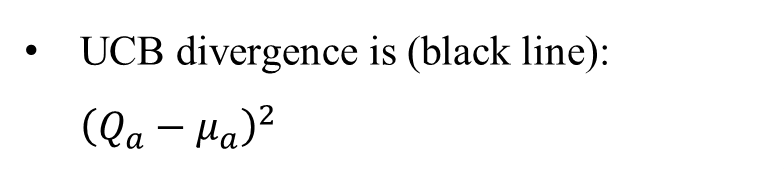 • UCB divergence is (black line):
(𝑄ₐ − 𝜇ₐ)²